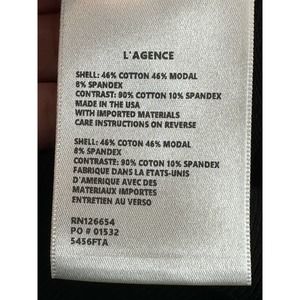 L'AGENCE
SHELL: 46% COTTON 46% MODAL
8% SPANDEX
CONTRAST: 90% COTTON 10% SPANDEX
MADE IN THE USA
WITH IMPORTED MATERIALS
CARE INSTRUCTIONS ON REVERSE
SHELL: 46% COTON 46% MODAL
8% SPANDEX
CONTRASTE: 90% COTON 10% SPANDEX
FABRIQUE DANS LA ETATS-UNIS
D'AMERIQUE AVEC DES
MATERIAUX IMPORTES
ENTRETIEN AU VERSO
RN126654
PO # 01532
5456FTA